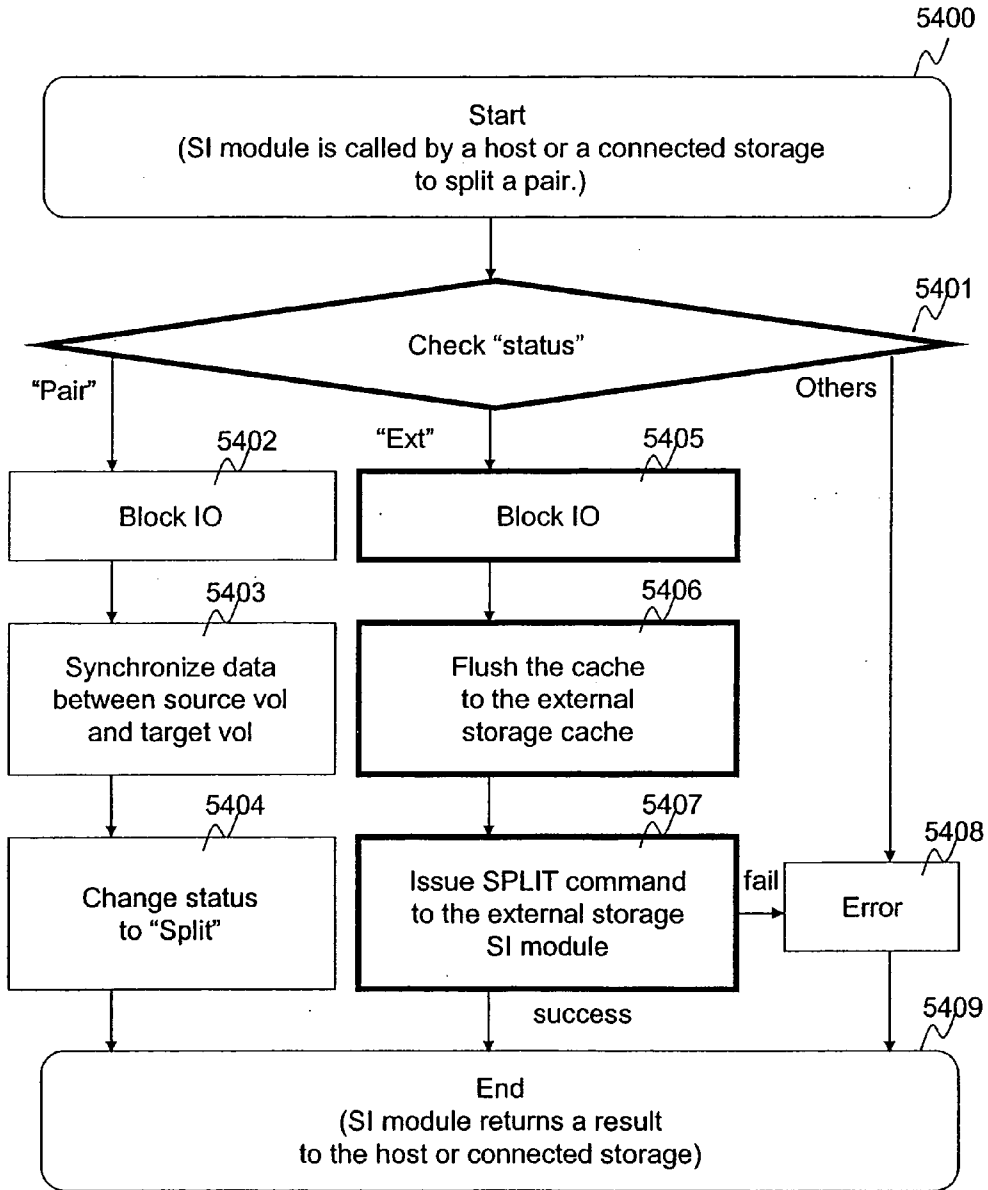 5400
Start
(SI module is called by a host or a connected storage
to split a pair.)
5401
Check “status”
“Pair”
“Ext”
Others
5402
Block IO
5405
Block IO
5403
Synchronize data
between source vol
and target vol
5406
Flush the cache
to the external
storage cache
5404
Change status
to “Split”
5407
Issue SPLIT command
to the external storage
SI module
fail
5408
Error
success
5409
End
(SI module returns a result
to the host or connected storage)